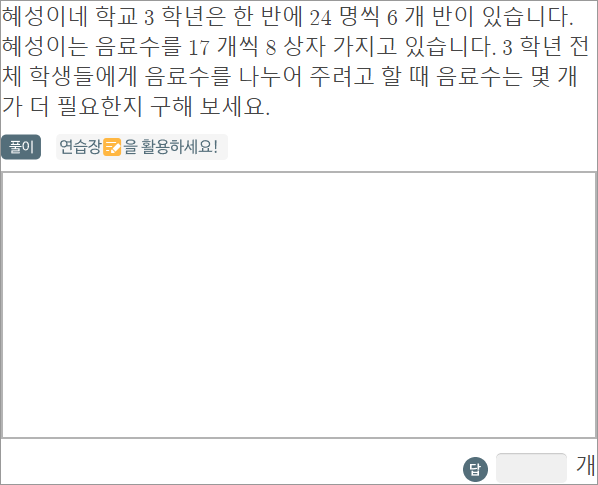 혜성이네 학교 3 학년은 한 반에 24 명씩 6 개 반이 있습니다.
혜성이는 음료수를 17 개씩 8 상자 가지고 있습니다. 3 학년 전
체 학생들에게 음료수를 나누어 주려고 할 때 음료수는 몇 개
가 더 필요한지 구해 보세요.
풀이 연습장📝을 활용하세요!
답 개